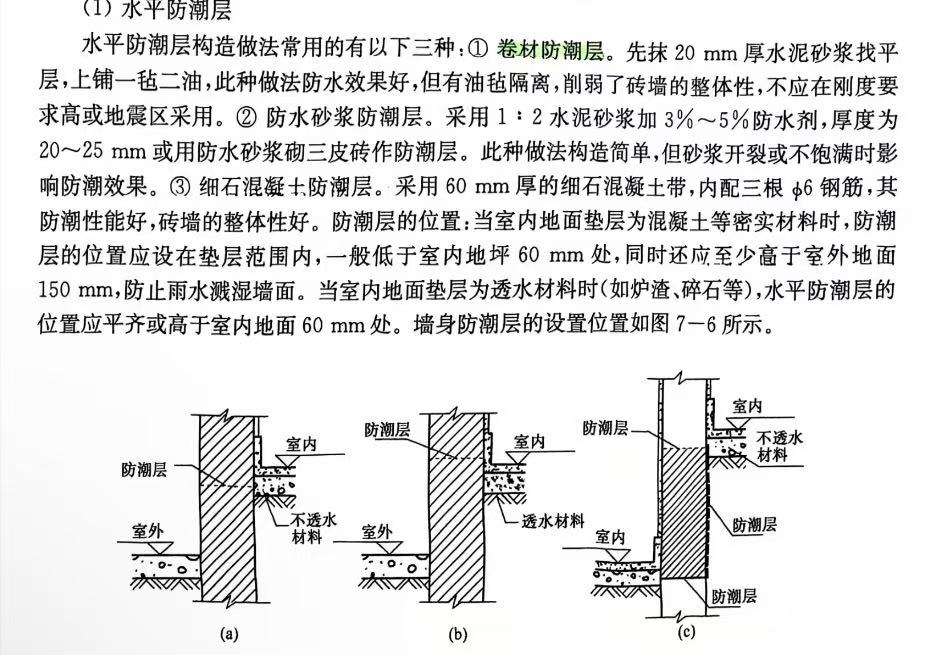 (1) 水平防潮层
水平防潮层构造做法常用的有以下三种：① 卷材防潮层。先抹 20 mm 厚水泥砂浆找平
层，上铺一毡二油，此种做法防水效果好，但有油毡隔离，削弱了砖墙的整体性，不应在刚度要
求高或地震区采用。② 防水砂浆防潮层。采用 1∶2 水泥砂浆加 3%～5%防水剂，厚度为
20～25 mm 或用防水砂浆砌三皮砖作防潮层。此种做法构造简单，但砂浆开裂或不饱满时影
响防潮效果。③ 细石混凝土防潮层。采用 60 mm 厚的细石混凝土带，内配三根 ϕ6 钢筋，其
防潮性能好，砖墙的整体性好。防潮层的位置：当室内地面垫层为混凝土等密实材料时，防潮
层的位置应设在垫层范围内，一般低于室内地坪 60 mm 处，同时还应至少高于室外地面
150 mm，防止雨水溅湿墙面。当室内地面垫层为透水材料时(如炉渣、碎石等)，水平防潮层的
位置应平齐或高于室内地面 60 mm 处。墙身防潮层的设置位置如图 7－6 所示。
防潮层
室内
不透水
材料
室外
(a)
防潮层
室内
透水材料
室外
(b)
防潮层
室内
不透水
材料
防潮层
室内
防潮层
(c)